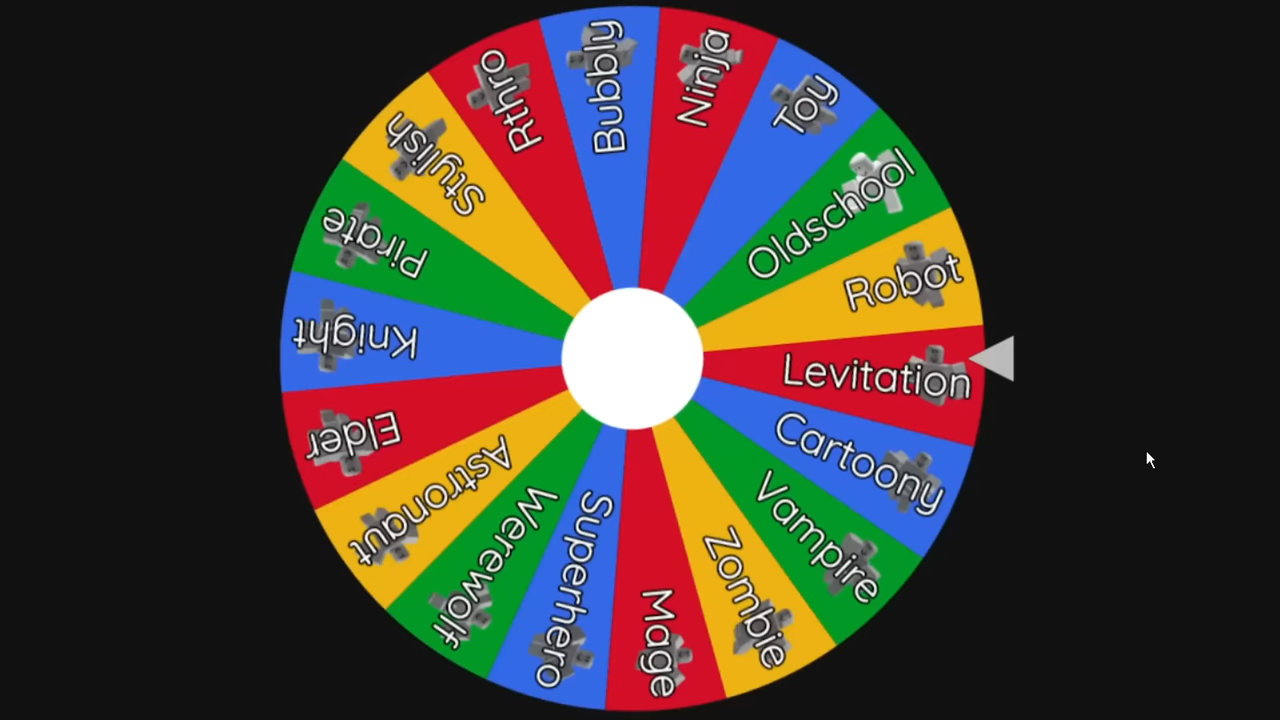 Bubbly
Ninja
Toy
Oldschool
Robot
Levitation
Cartoony
Vampire
Zombie
Mage
Superhero
Werewolf
Astronaut
Elder
Knight
Pirate
Stylish
Rthro